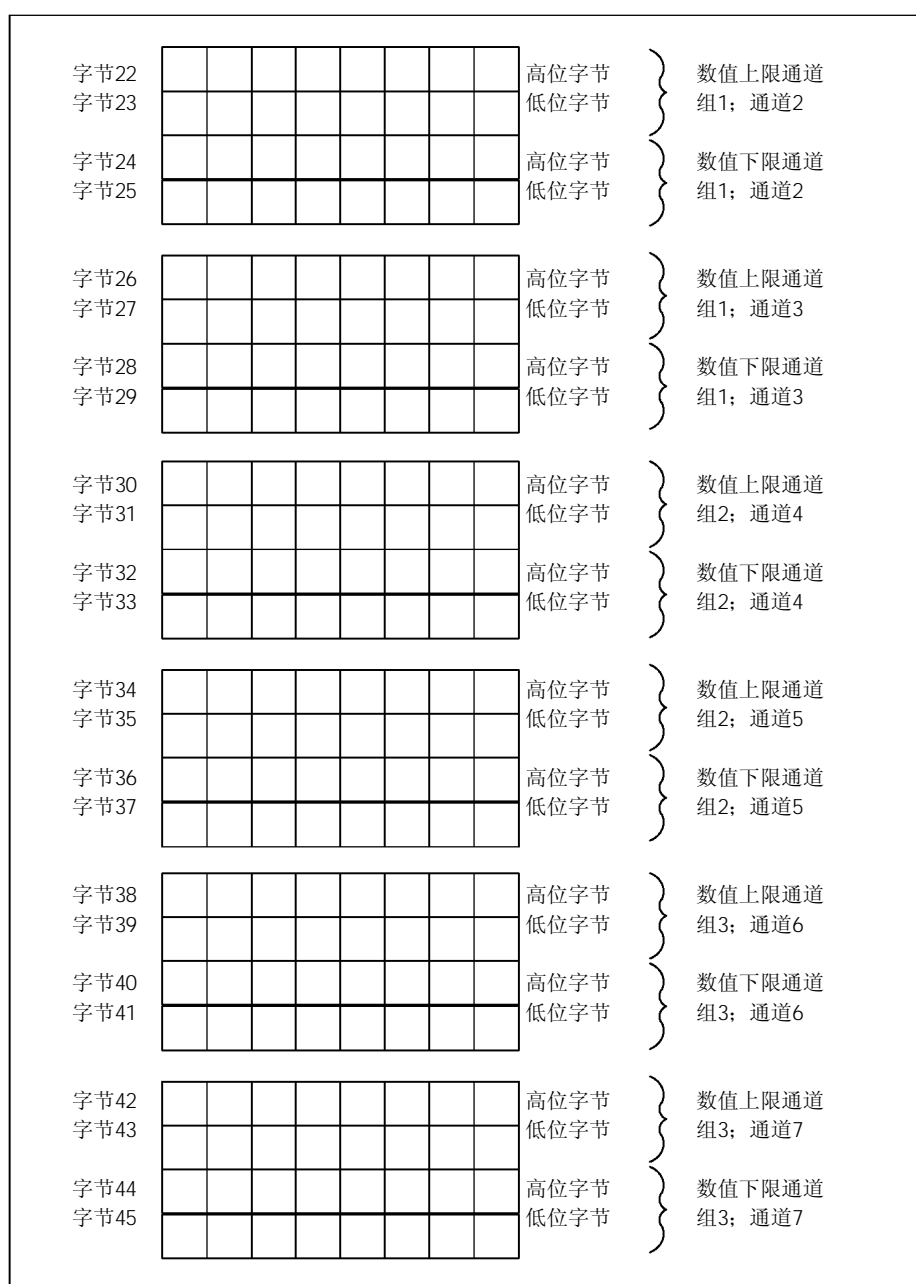 字节22 高位字节 数值上限通道
字节23 低位字节 组1；通道2
字节24 高位字节 数值下限通道
字节25 低位字节 组1；通道2
字节26 高位字节 数值上限通道
字节27 低位字节 组1；通道3
字节28 高位字节 数值下限通道
字节29 低位字节 组1；通道3
字节30 高位字节 数值上限通道
字节31 低位字节 组2；通道4
字节32 高位字节 数值下限通道
字节33 低位字节 组2；通道4
字节34 高位字节 数值上限通道
字节35 低位字节 组2；通道5
字节36 高位字节 数值下限通道
字节37 低位字节 组2；通道5
字节38 高位字节 数值上限通道
字节39 低位字节 组3；通道6
字节40 高位字节 数值下限通道
字节41 低位字节 组3；通道6
字节42 高位字节 数值上限通道
字节43 低位字节 组3；通道7
字节44 高位字节 数值下限通道
字节45 低位字节 组3；通道7